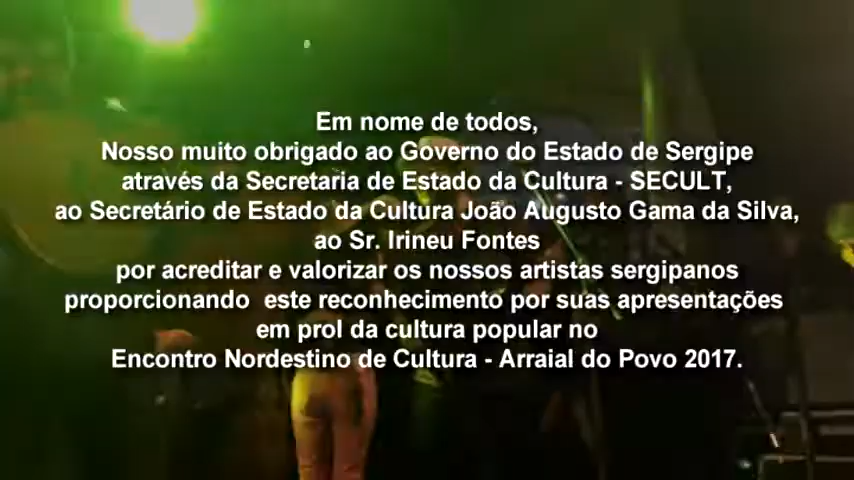 Em nome de todos,
Nosso muito obrigado ao Governo do Estado de Sergipe
através da Secretaria de Estado da Cultura - SECULT,
ao Secretário de Estado da Cultura João Augusto Gama da Silva,
ao Sr. Irineu Fontes
por acreditar e valorizar os nossos artistas sergipanos
proporcionando  este reconhecimento por suas apresentações
em prol da cultura popular no
Encontro Nordestino de Cultura - Arraial do Povo 2017.